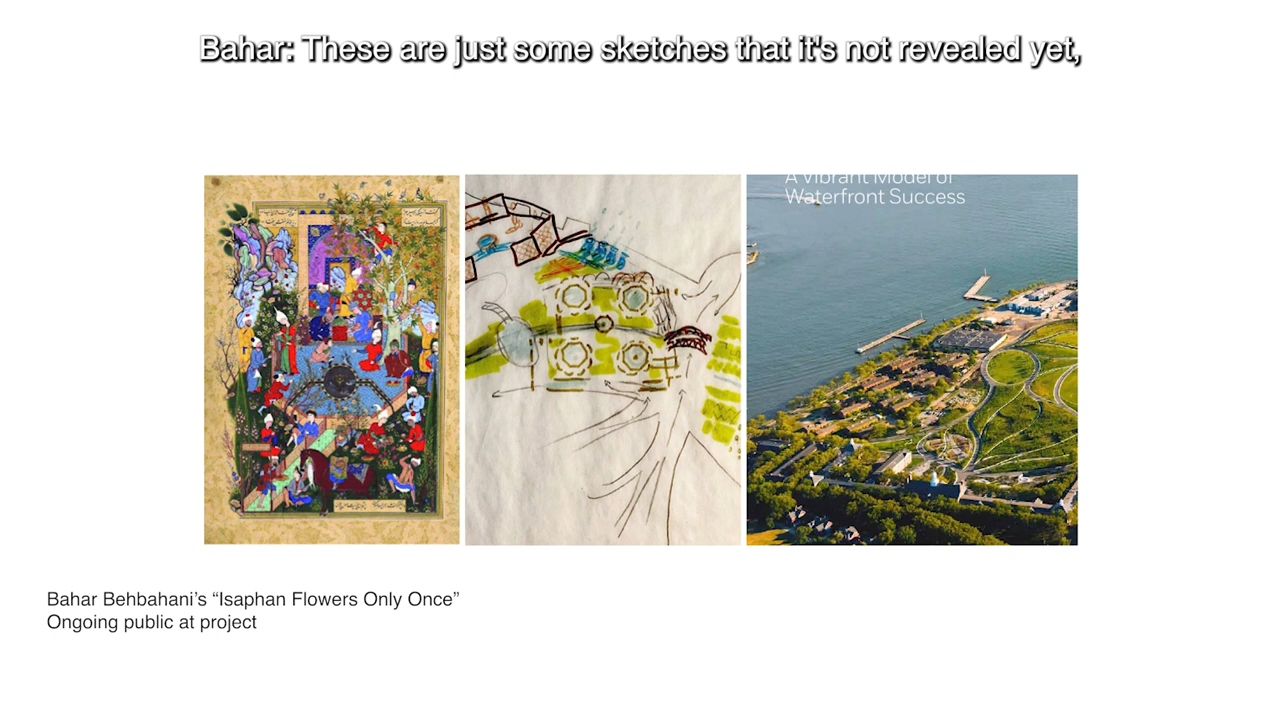 Bahar: These are just some sketches that it's not revealed yet,
A Vibrant Model of
Waterfront Success
Bahar Behbahani’s “Isaphan Flowers Only Once”
Ongoing public at project